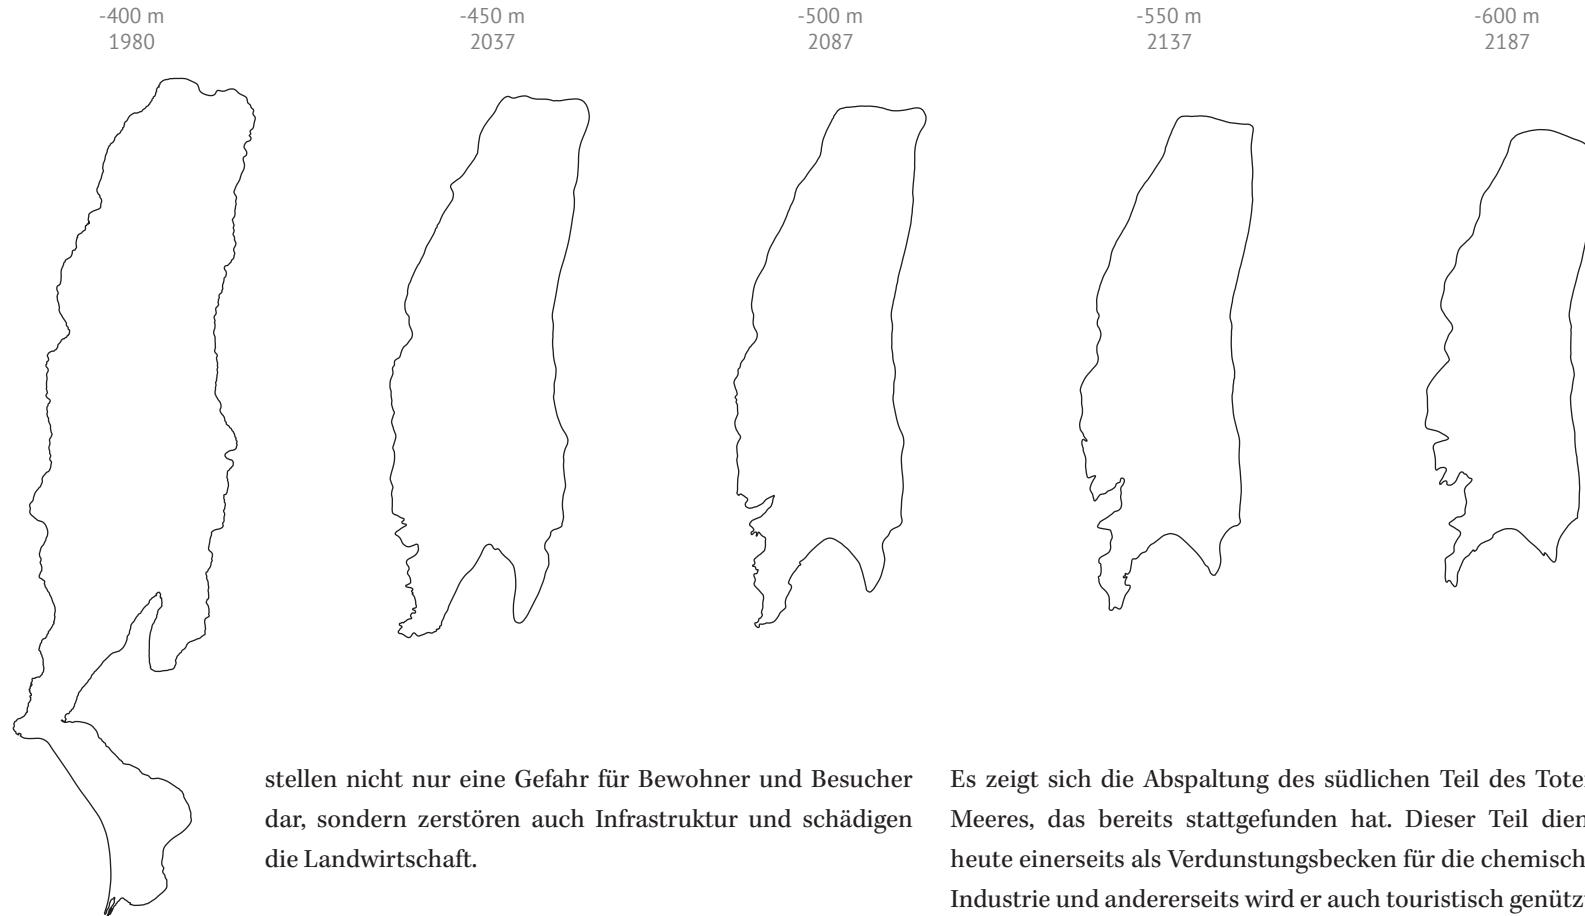 -400 m
1980
-450 m
2037
-500 m
2087
-550 m
2137
-600 m
2187
stellen nicht nur eine Gefahr für Bewohner und Besucher
dar, sondern zerstören auch Infrastruktur und schädigen
die Landwirtschaft.
Es zeigt sich die Abspaltung des südlichen Teil des Tote
Meeres, das bereits stattgefunden hat. Dieser Teil dien
heute einerseits als Verdunstungsbecken für die chemisch
Industrie und andererseits wird er auch touristisch genütz